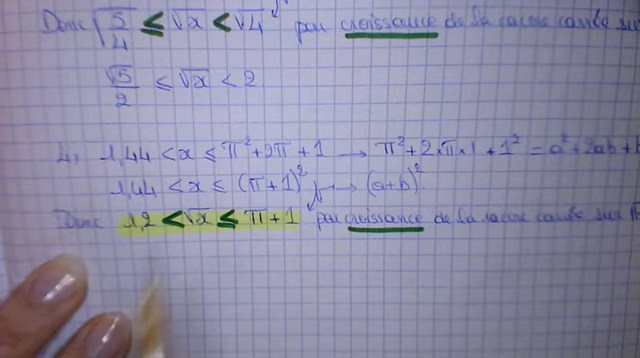 Donc √5/4 ≤ √x < √4 par croissance de la racine carrée sur
√5/2 ≤ √x < 2
4, 1,44 < x ≤ π²+2π+1 → π²+2×π×1+1² = a²+2ab+b
1,44 < x ≤ (π+1)² → (a+b)²
Donc 1,2 < √x ≤ π+1 par croissance de la racine carrée sur